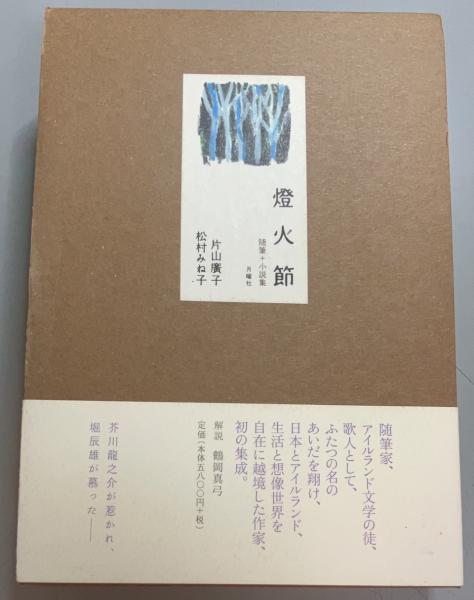 燈火節
随筆+小説集
月曜社
片山廣子
松村みね子
随筆家、
アイルランド文学の徒、
歌人として、
ふたつの名の
あいだを翔け、
日本とアイルランド、
生活と想像世界を
自在に越境した作家、
初の集成。
解説 鶴岡真弓
定価(本体五八〇〇円+税)
芥川龍之介が惹かれ、
堀辰雄が慕った——